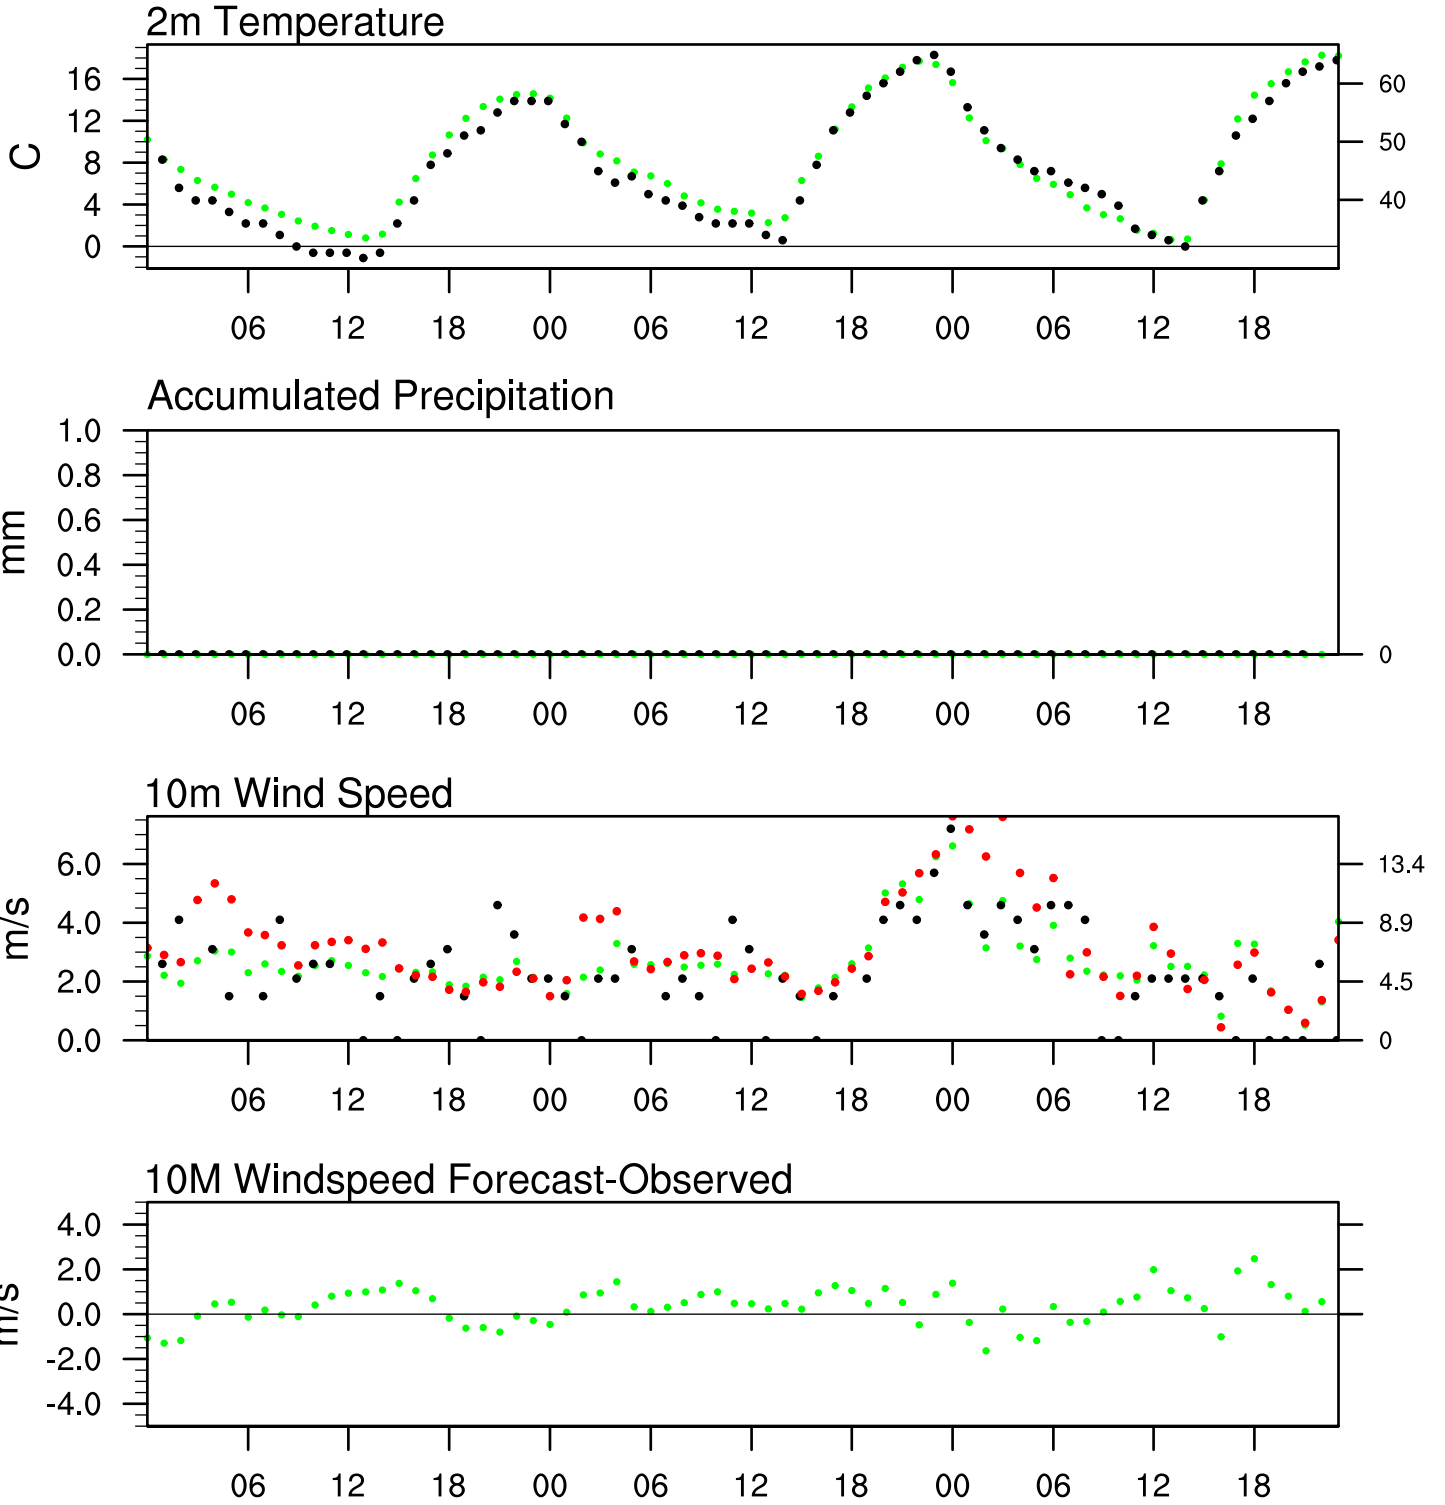 2m Temperature
16
12
8
4
0
C
60
50
40
06 12 18 00 06 12 18 00 06 12 18
Accumulated Precipitation
1.0
0.8
0.6
0.4
0.2
0.0
mm
0
06 12 18 00 06 12 18 00 06 12 18
10m Wind Speed
6.0
4.0
2.0
0.0
m/s
13.4
8.9
4.5
0
06 12 18 00 06 12 18 00 06 12 18
10M Windspeed Forecast-Observed
4.0
2.0
0.0
-2.0
-4.0
m/s
06 12 18 00 06 12 18 00 06 12 18